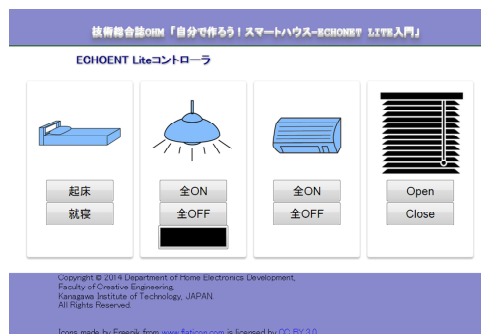 技術総合誌OHM「自分で作ろう！スマートハウス-ECHONET LITE入門」
ECHOENT Liteコントローラ
起床
就寝
全ON
全OFF
全ON
全OFF
Open
Close
Copyright © 2014 Department of Home Electronics Development,
Faculty of Creative Engineering,
Kanagawa Institute of Technology, JAPAN.
All Rights Reserved.
Icons made by Freepik from www.flaticon.com is licensed by CC BY 3.0